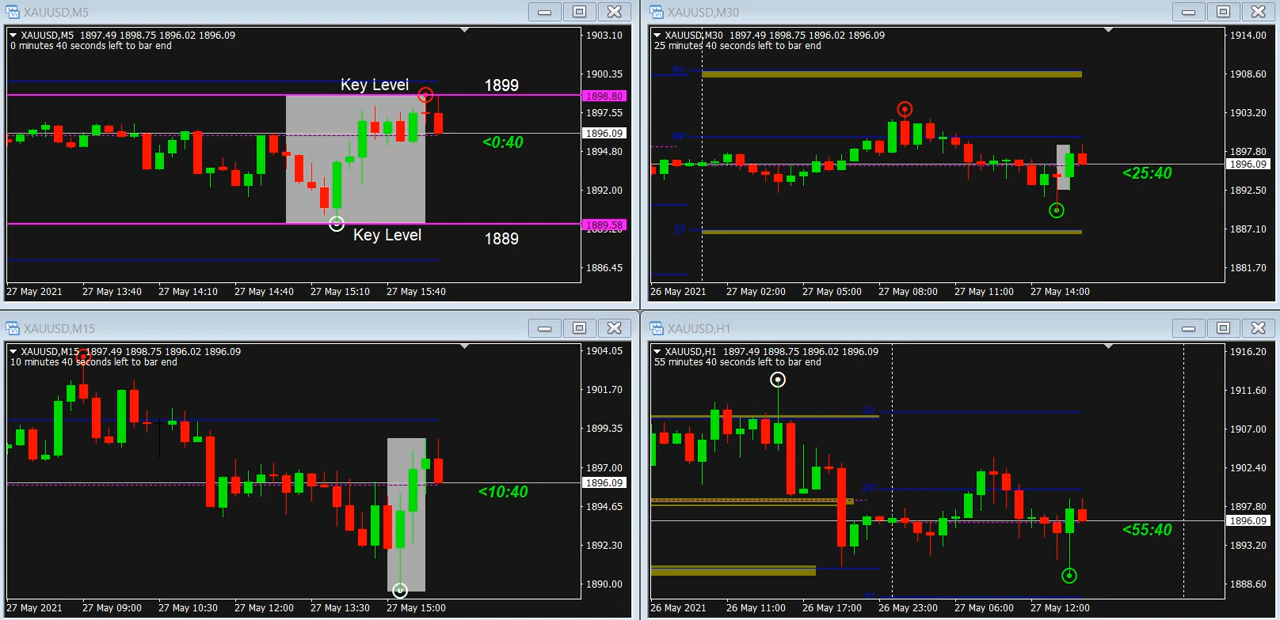 XAUUSD,M5
XAUUSD,M5 1897.49 1898.75 1896.02 1896.09
0 minutes 40 seconds left to bar end
Key Level 1899
<0:40
Key Level 1889
1903.10
1900.35
1898.80
1897.55
1896.09
1894.80
1892.00
1889.58
1889.20
1886.45
27 May 2021 27 May 13:40 27 May 14:10 27 May 14:40 27 May 15:10 27 May 15:40
XAUUSD,M30
XAUUSD,M30 1897.49 1898.75 1896.02 1896.09
25 minutes 40 seconds left to bar end
PP
<25:40
1914.00
1908.60
1903.20
1897.80
1896.09
1892.50
1887.10
1881.70
26 May 2021 27 May 02:00 27 May 05:00 27 May 08:00 27 May 11:00 27 May 14:00
XAUUSD,M15
XAUUSD,M15 1897.49 1898.75 1896.02 1896.09
10 minutes 40 seconds left to bar end
<10:40
1904.05
1901.70
1899.35
1897.00
1896.09
1894.65
1892.30
1890.00
27 May 2021 27 May 09:00 27 May 10:30 27 May 12:00 27 May 13:30 27 May 15:00
XAUUSD,H1
XAUUSD,H1 1897.49 1898.75 1896.02 1896.09
55 minutes 40 seconds left to bar end
PP
<55:40
1916.20
1911.60
1907.00
1902.40
1897.80
1896.09
1893.20
1888.60
26 May 2021 26 May 11:00 26 May 17:00 26 May 23:00 27 May 06:00 27 May 12:00